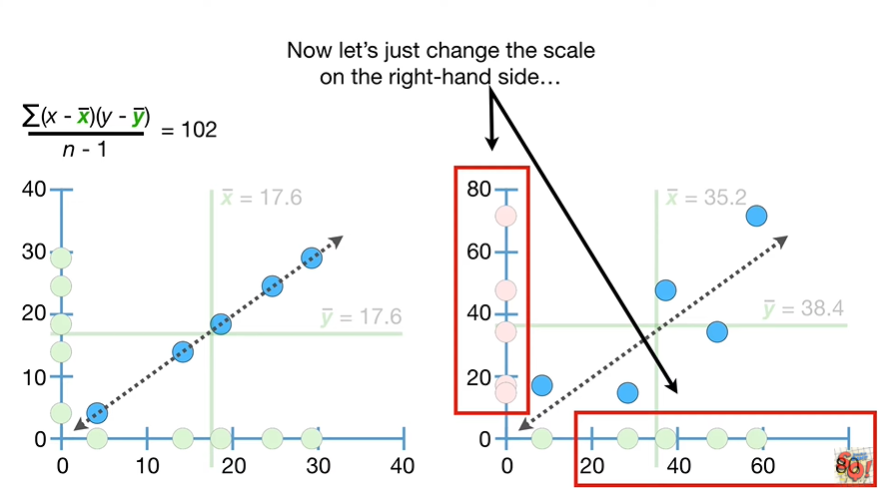 Now let's just change the scale
on the right-hand side…
∑(x - x̄)(y - ȳ)
= 102
n - 1
40
30
20
10
0
0
10
20
30
40
x̄ = 17.6
ȳ = 17.6
80
60
40
20
0
0
20
40
60
80
x̄ = 35.2
ȳ = 38.4